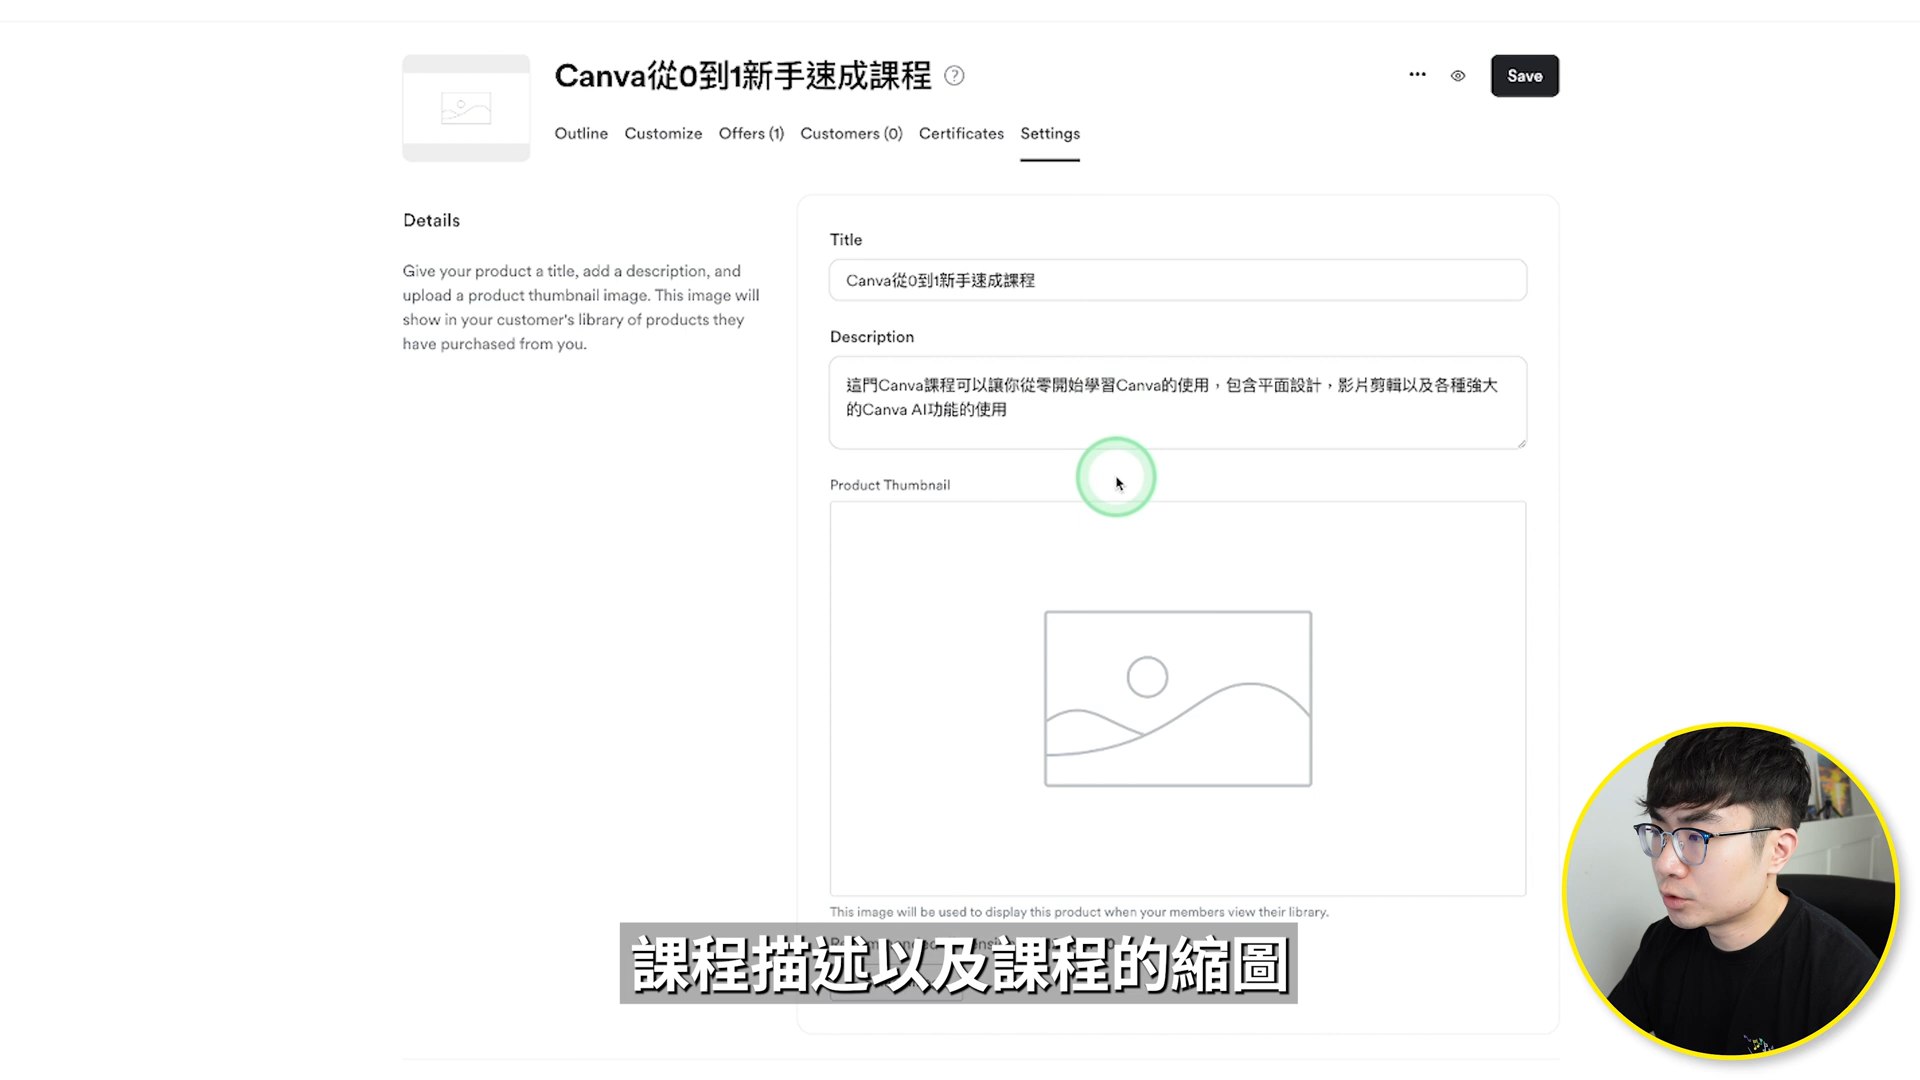 Canva從0到1新手速成課程
Save
Outline Customize Offers (1) Customers (0) Certificates Settings
Details
Give your product a title, add a description, and
upload a product thumbnail image. This image will
show in your customer's library of products they
have purchased from you.
Title
Canva從0到1新手速成課程
Description
這門Canva課程可以讓你從零開始學習Canva的使用，包含平面設計，影片剪輯以及各種強大
的Canva AI功能的使用
Product Thumbnail
This image will be used to display this product when your members view their library.
課程描述以及課程的縮圖